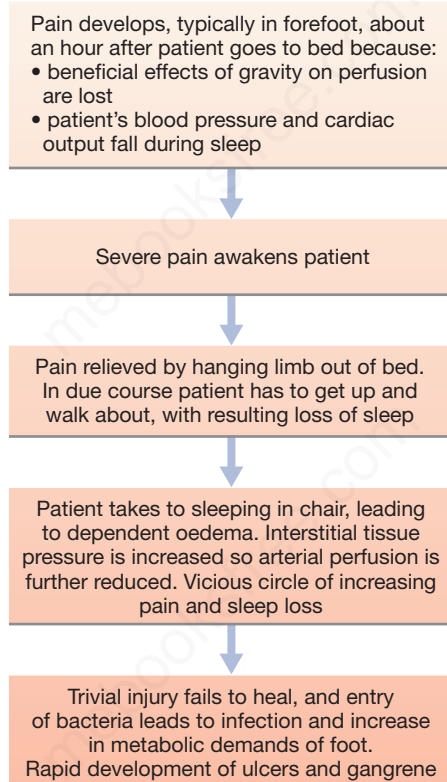 Pain develops, typically in forefoot, about
an hour after patient goes to bed because:
• beneficial effects of gravity on perfusion
are lost
• patient's blood pressure and cardiac
output fall during sleep
Severe pain awakens patient
Pain relieved by hanging limb out of bed.
In due course patient has to get up and
walk about, with resulting loss of sleep
Patient takes to sleeping in chair, leading
to dependent oedema. Interstitial tissue
pressure is increased so arterial perfusion is
further reduced. Vicious circle of increasing
pain and sleep loss
Trivial injury fails to heal, and entry
of bacteria leads to infection and increase
in metabolic demands of foot.
Rapid development of ulcers and gangrene